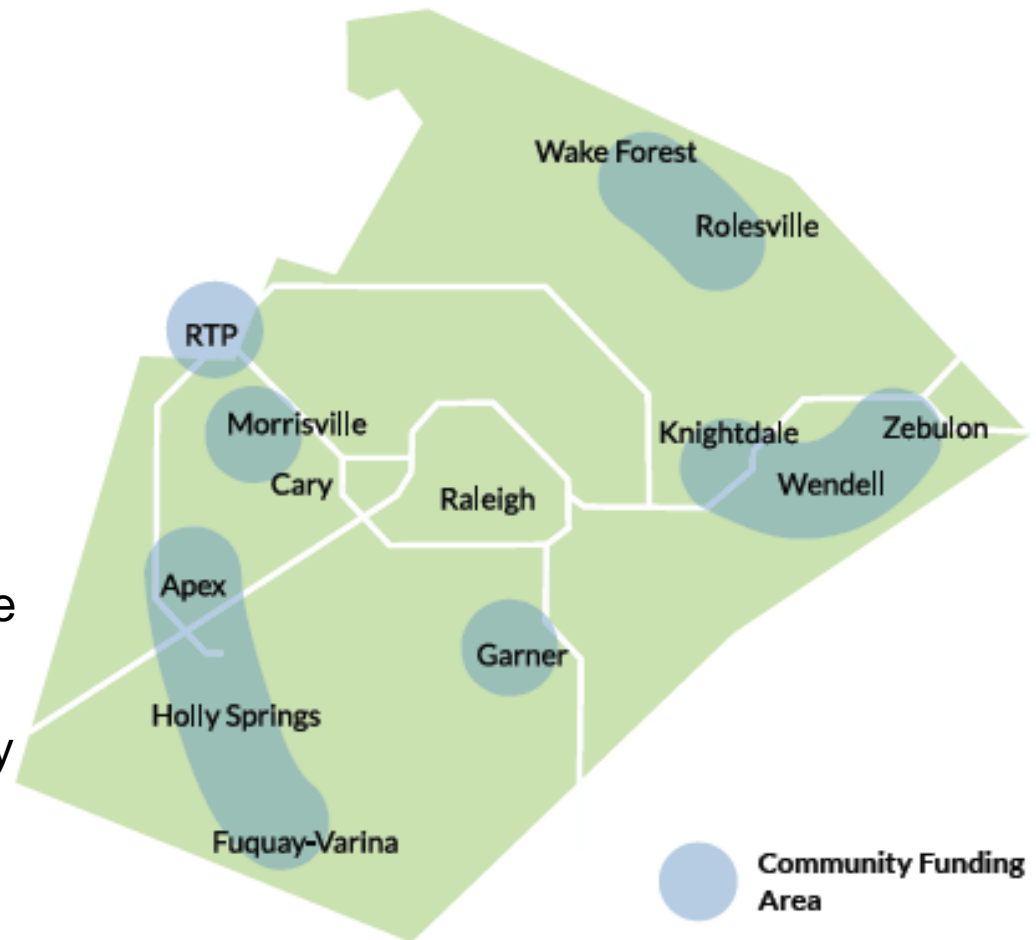 Wake Forest
Rolesville
RTP
Morrisville
Knightdale
Zebulon
Cary
Raleigh
Wendell
Apex
e
Garner
Holly Springs
y
Fuquay-Varina
Community Funding
Area